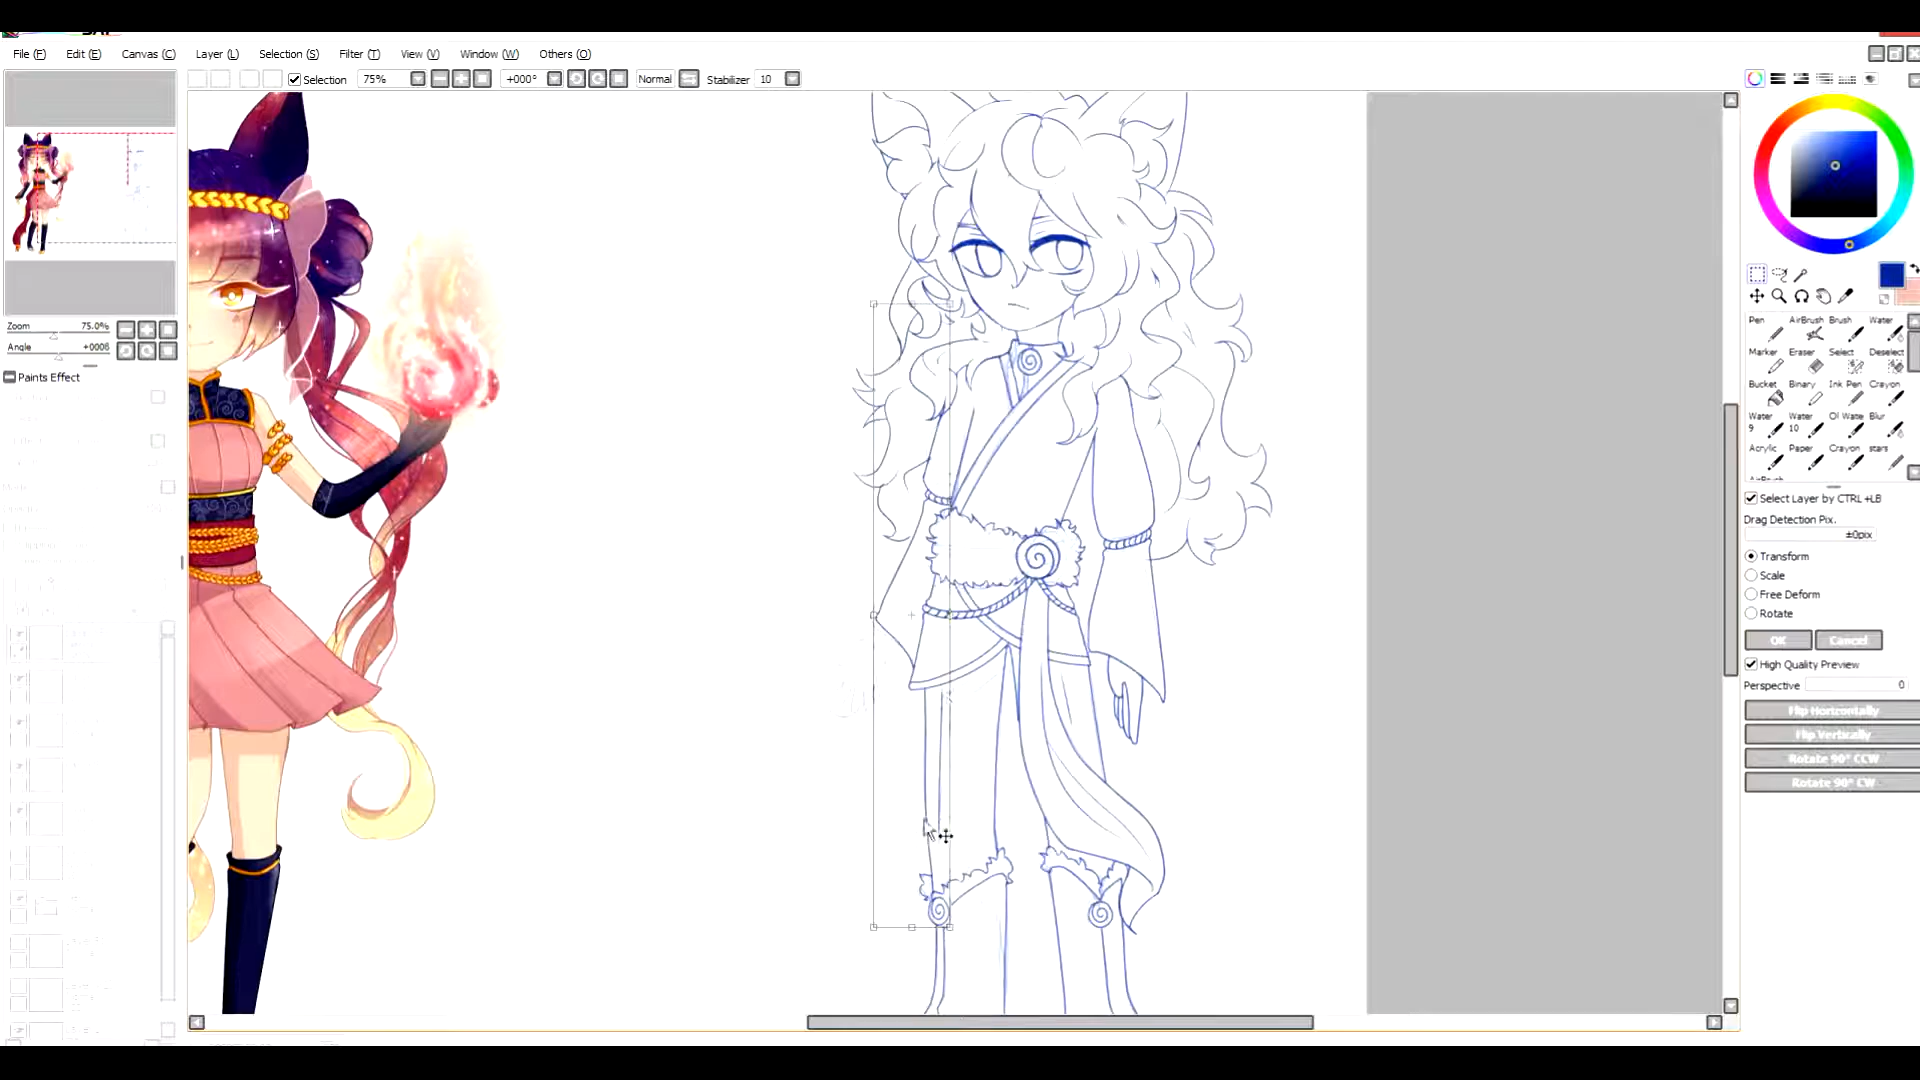 File (F) Edit (E) Canvas (C) Layer (L) Selection (S) Filter (T) View (V) Window (W) Others (O)
Selection 75% +000° Normal Stabilizer 10
Zoom 75.0%
Angle +0006
Paints Effect
Pen AirBrush Brush Water
Marker Eraser Select Deselect
Bucket Binary Ink Pen Crayon
Water 9 Water 10 Oil Wate Blur
Acrylic Paper Crayon stars
AirBrush
Select Layer by CTRL +LB
Drag Detection Pix.
±0pix
Transform
Scale
Free Deform
Rotate
OK Cancel
High Quality Preview
Perspective 0
Flip Horizontally
Flip Vertically
Rotate 90° CCW
Rotate 90° CW